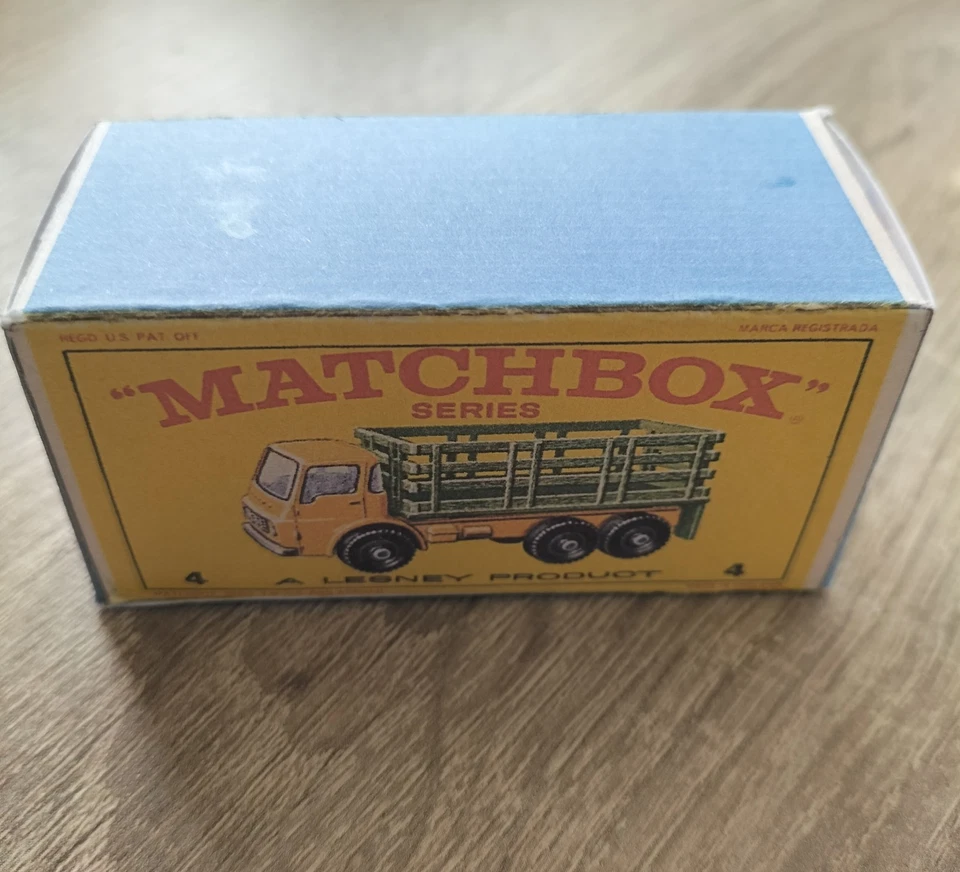 REGD U.S PAT OFF
MARCA REGISTRADA
"MATCHBOX"®
SERIES
4 A LESNEY PRODUCT 4